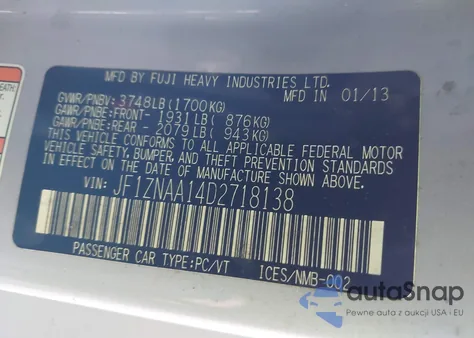 EATH!
MFD BY FUJI HEAVY INDUSTRIES LTD.
GVWR/PNBV: 3748LB(1700KG) MFD IN 01/13
GAWR/PNBE:FRONT- 1931LB( 876KG)
GAWR/PNBE:REAR - 2079LB( 943KG)
THIS VEHICLE CONFORMS TO ALL APPLICABLE FEDERAL MOTOR
VEHICLE SAFETY, BUMPER, AND THEFT PREVENTION STANDARDS
IN EFFECT ON THE DATE OF MANUFACTURE SHOWN ABOVE.
VIN: JF1ZNAA14D2718138
PASSENGER CAR TYPE:PC/VT ICES/NMB-002
autoSnap
Pewne auta z aukcji USA i EU